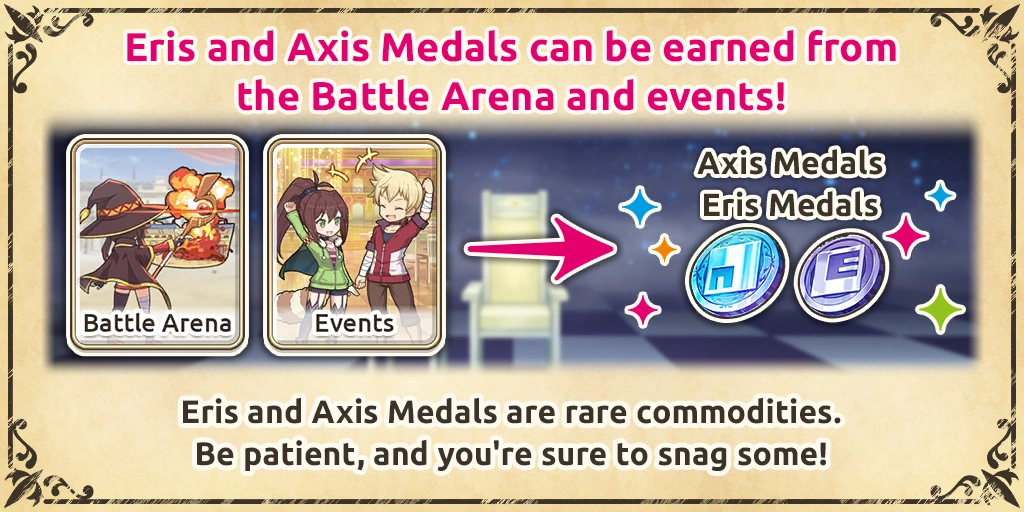 Eris and Axis Medals can be earned from
the Battle Arena and events!
Battle Arena
Events
Axis Medals
Eris Medals
A
E
Eris and Axis Medals are rare commodities.
Be patient, and you're sure to snag some!